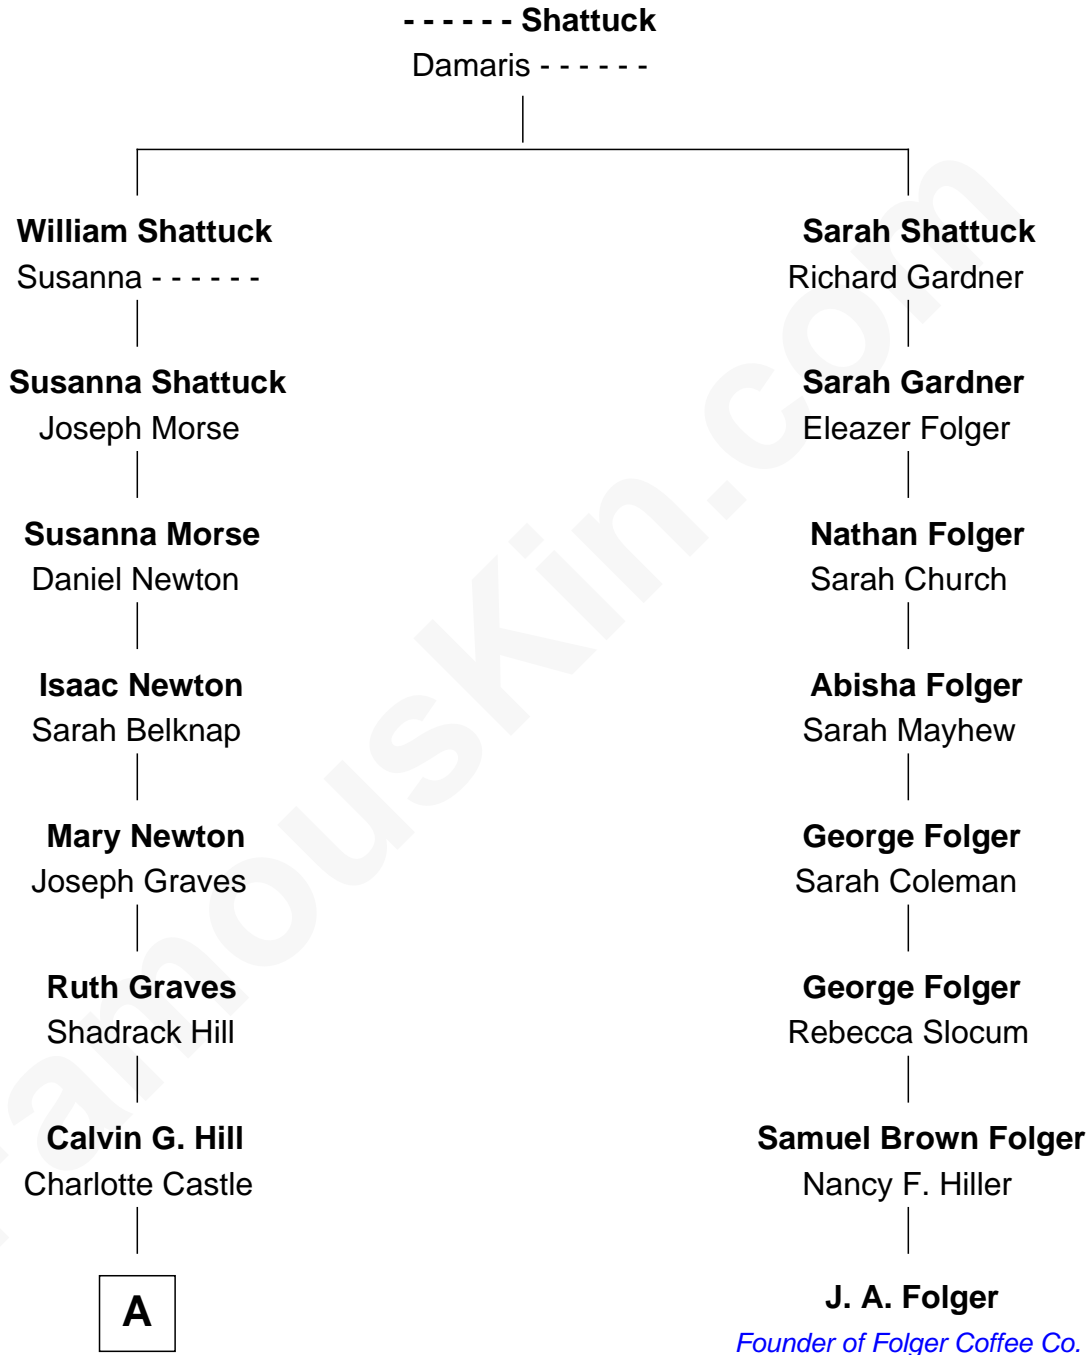 - - - - - - Shattuck
Damaris - - - - - -
William Shattuck
Susanna - - - - - -
Sarah Shattuck
Richard Gardner
Susanna Shattuck
Joseph Morse
Sarah Gardner
Eleazer Folger
Susanna Morse
Daniel Newton
Nathan Folger
Sarah Church
Isaac Newton
Sarah Belknap
Abisha Folger
Sarah Mayhew
Mary Newton
Joseph Graves
George Folger
Sarah Coleman
Ruth Graves
Shadrack Hill
George Folger
Rebecca Slocum
Calvin G. Hill
Charlotte Castle
Samuel Brown Folger
Nancy F. Hiller
A
J. A. Folger
Founder of Folger Coffee Co.
FamousKin.com